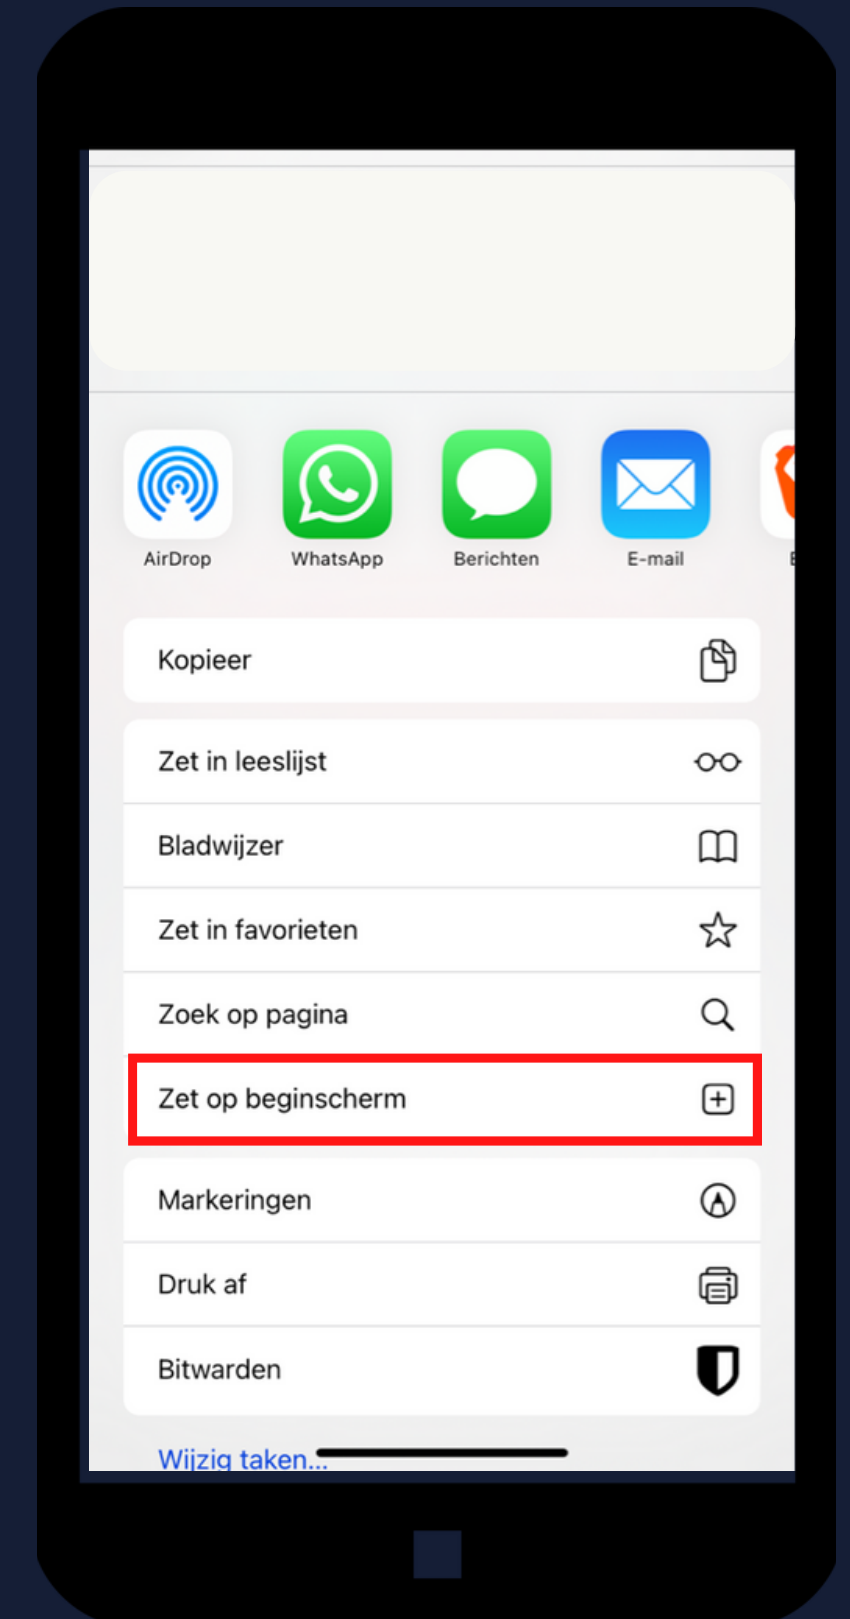 AirDrop
WhatsApp
Berichten
E-mail
Kopieer
Zet in leeslijst
Bladwijzer
Zet in favorieten
Zoek op pagina
Zet op beginscherm
Markeringen
Druk af
Bitwarden
Wijzig taken...